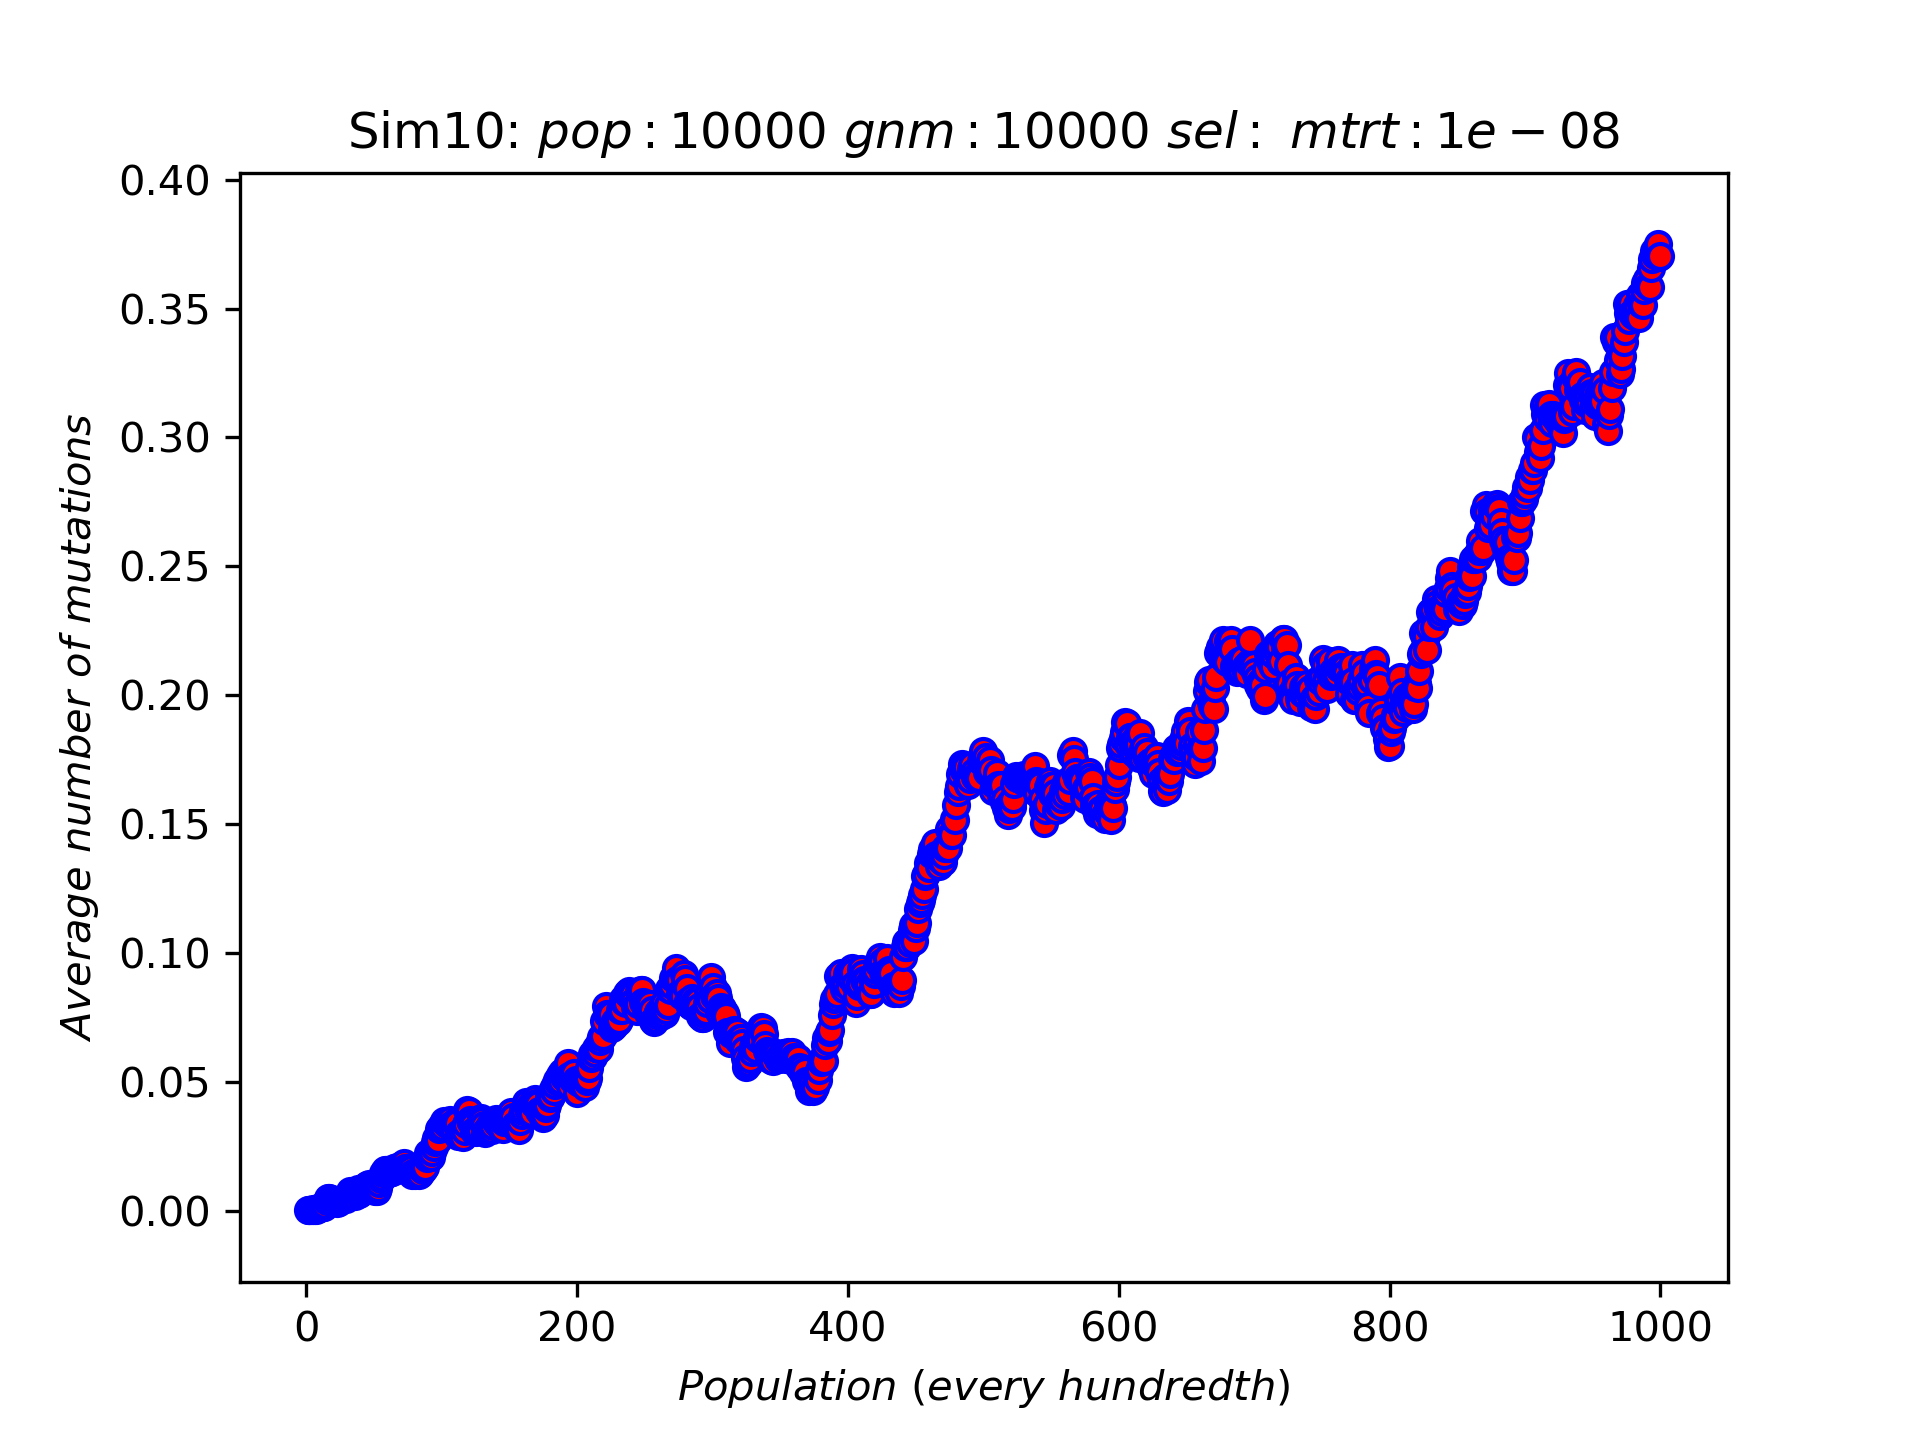 Sim10: pop : 10000 gnm : 10000 sel : mtrt : 1e − 08
0.40
0.35
0.30
0.25
0.20
0.15
0.10
0.05
0.00
Average number of mutations
0 200 400 600 800 1000
Population (every hundredth)